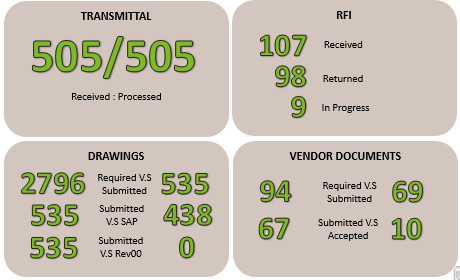 TRANSMITTAL
505/505
Received : Processed
RFI
107 Received
98 Returned
9 In Progress
DRAWINGS
2796 Required V.S Submitted 535
535 Submitted V.S SAP 438
535 Submitted V.S Rev00 0
VENDOR DOCUMENTS
94 Required V.S Submitted 69
67 Submitted V.S Accepted 10